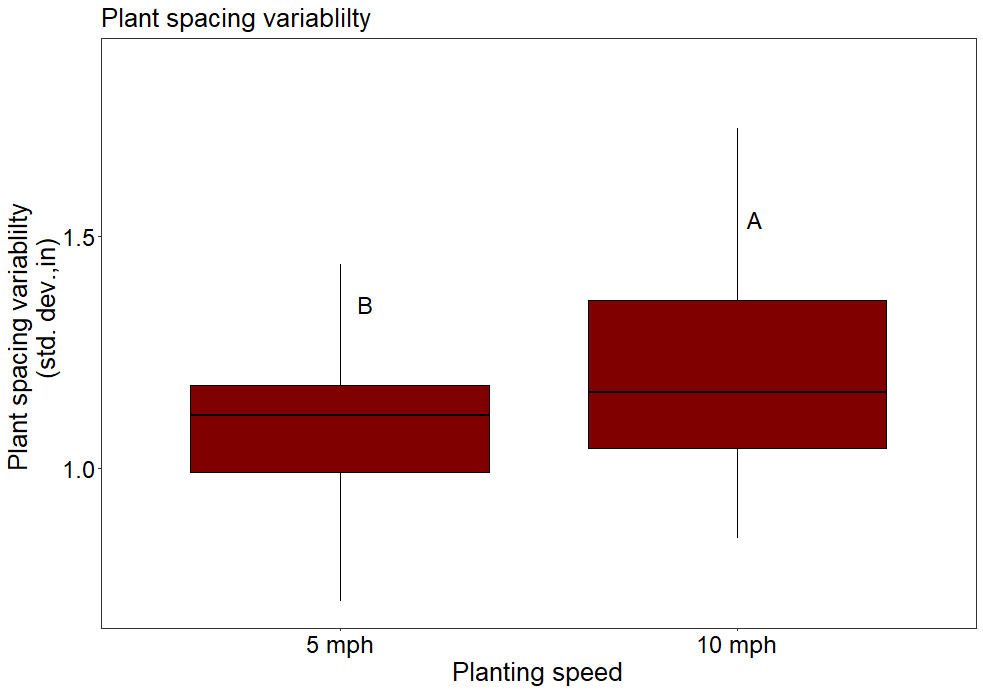 Plant spacing variablilty
Plant spacing variablilty
(std. dev.,in)
1.5
1.0
B
A
5 mph
10 mph
Planting speed